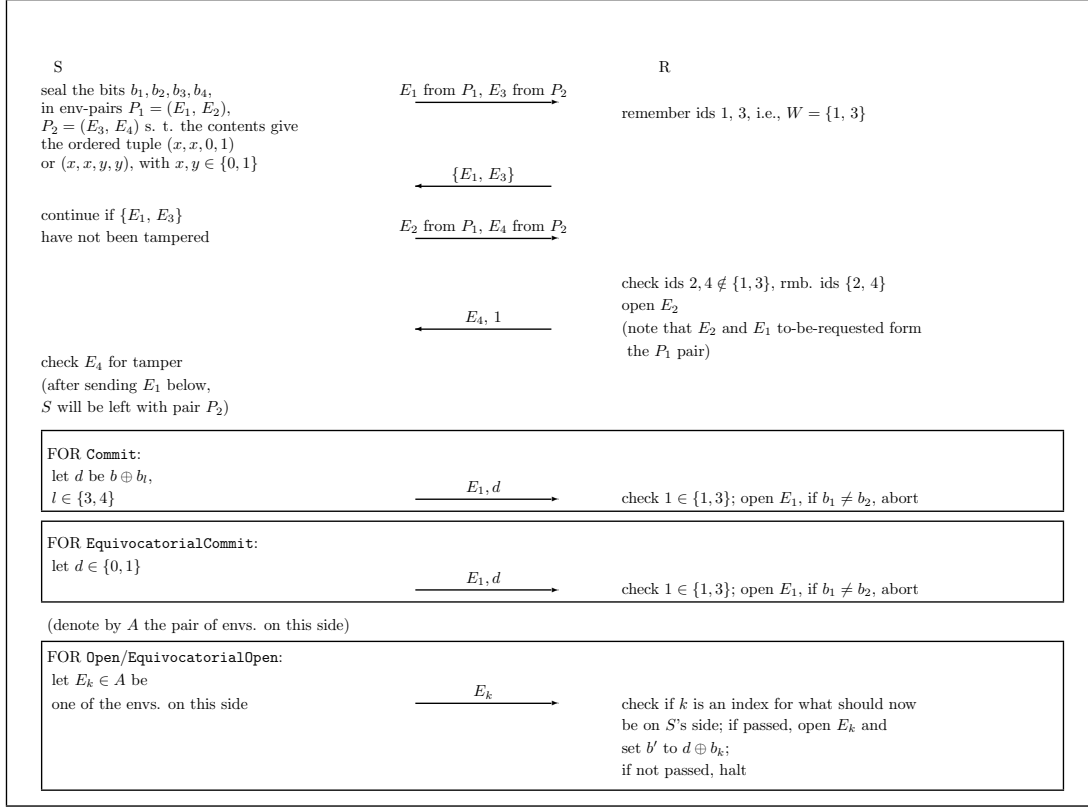 S
R
seal the bits b₁, b₂, b₃, b₄,
in env-pairs P₁ = (E₁, E₂),
P₂ = (E₃, E₄) s. t. the contents give
the ordered tuple (x, x, 0, 1)
or (x, x, y, y), with x, y ∈ {0, 1}
E₁ from P₁, E₃ from P₂
remember ids 1, 3, i.e., W = {1, 3}
{E₁, E₃}
continue if {E₁, E₃}
have not been tampered
E₂ from P₁, E₄ from P₂
check ids 2, 4 ∉ {1, 3}, rmb. ids {2, 4}
open E₂
(note that E₂ and E₁ to-be-requested form
the P₁ pair)
E₄, 1
check E₄ for tamper
(after sending E₁ below,
S will be left with pair P₂)
FOR Commit:
let d be b ⊕ bₗ,
l ∈ {3, 4}
E₁, d
check 1 ∈ {1, 3}; open E₁, if b₁ ≠ b₂, abort
FOR EquivocatorialCommit:
let d ∈ {0, 1}
E₁, d
check 1 ∈ {1, 3}; open E₁, if b₁ ≠ b₂, abort
(denote by A the pair of envs. on this side)
FOR Open/EquivocatorialOpen:
let Eₖ ∈ A be
one of the envs. on this side
Eₖ
check if k is an index for what should now
be on S's side; if passed, open Eₖ and
set b′ to d ⊕ bₖ;
if not passed, halt